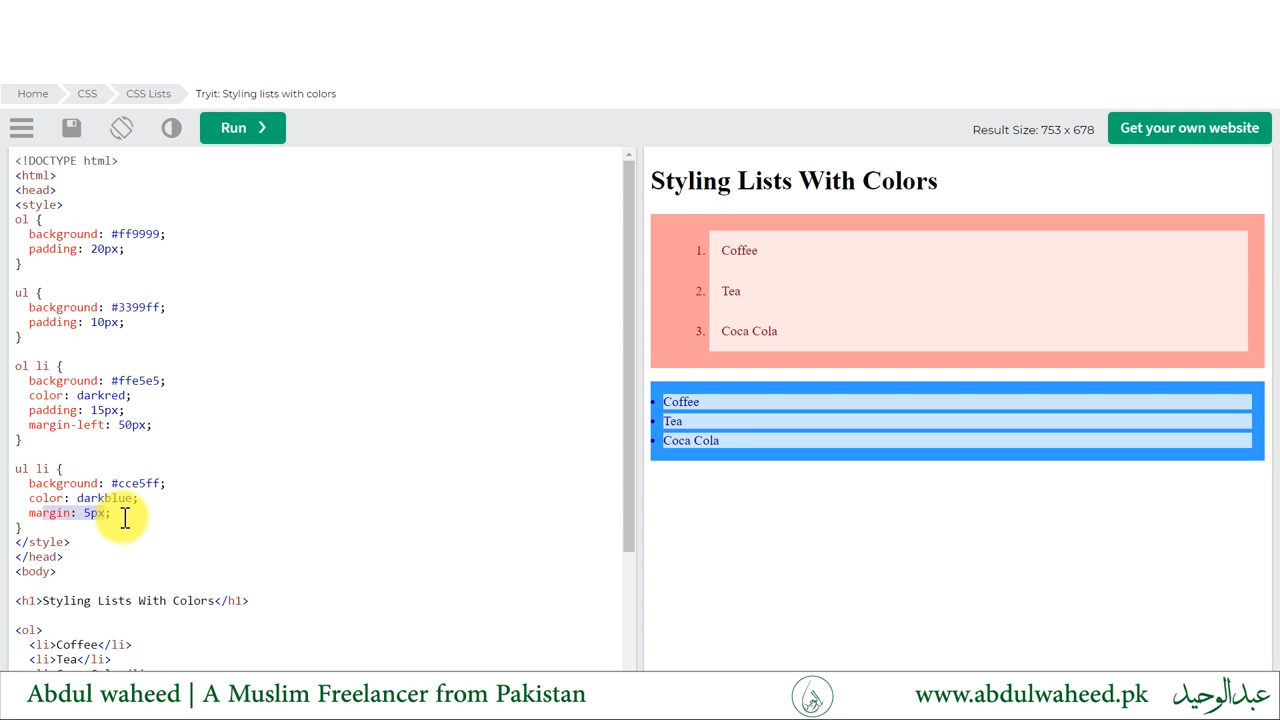 Home CSS CSS Lists Tryit: Styling lists with colors
Run ❯
Result Size: 753 x 678
Get your own website
<!DOCTYPE html>
<html>
<head>
<style>
ol {
  background: #ff9999;
  padding: 20px;
}

ul {
  background: #3399ff;
  padding: 10px;
}

ol li {
  background: #ffe5e5;
  color: darkred;
  padding: 15px;
  margin-left: 50px;
}

ul li {
  background: #cce5ff;
  color: darkblue;
  margin: 5px;
}
</style>
</head>
<body>

<h1>Styling Lists With Colors</h1>

<ol>
  <li>Coffee</li>
  <li>Tea</li>
Styling Lists With Colors
1. Coffee
2. Tea
3. Coca Cola
• Coffee
• Tea
• Coca Cola
Abdul waheed | A Muslim Freelancer from Pakistan
www.abdulwaheed.pk
عبدالوحید